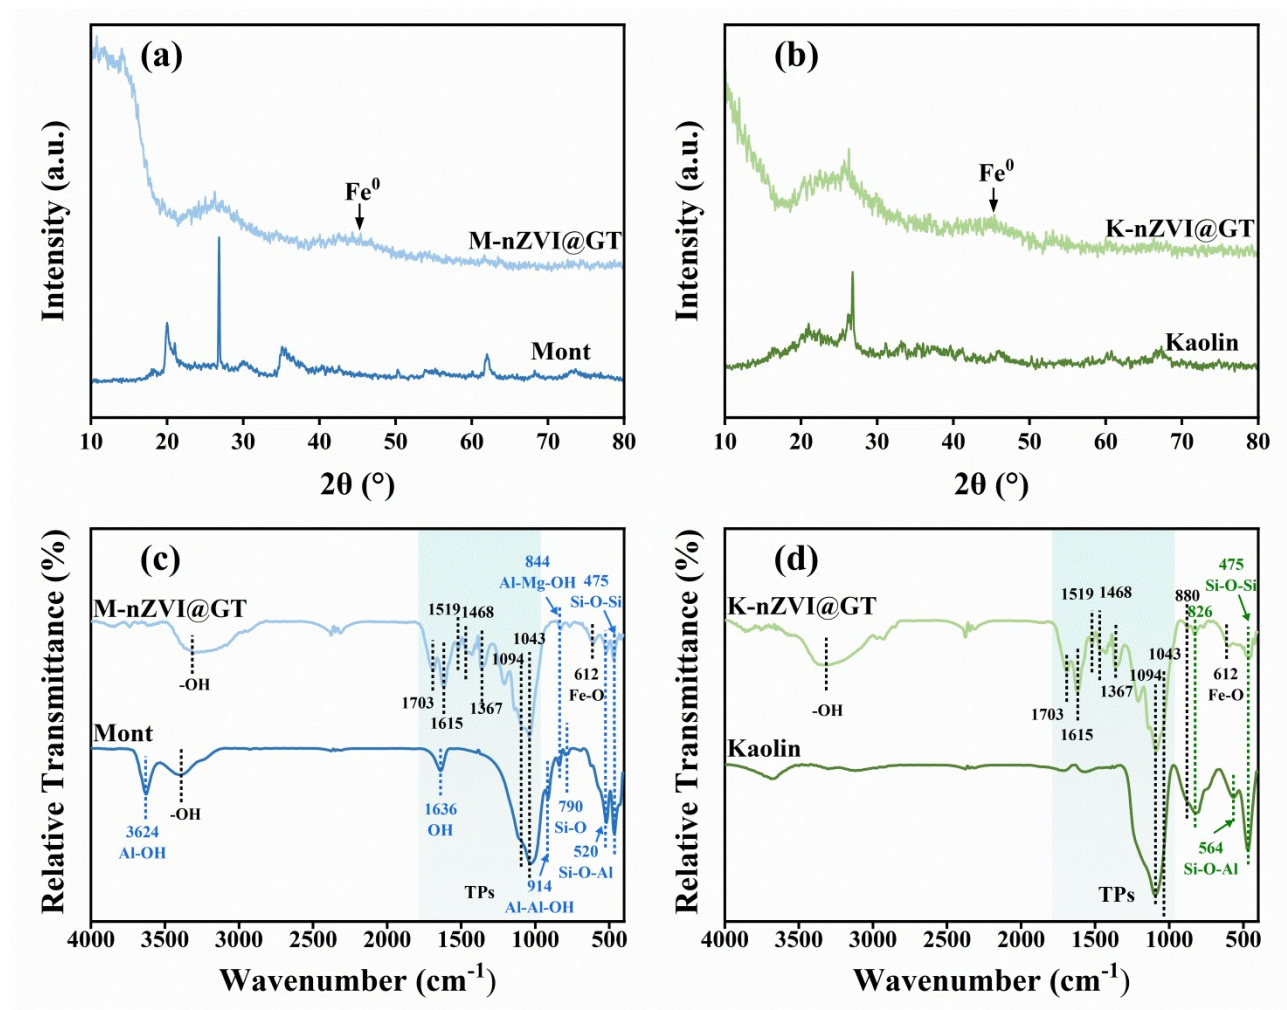 (a)
Fe⁰
M-nZVI@GT
Mont
Intensity (a.u.)
10 20 30 40 50 60 70 80
2θ (°)
(b)
Fe⁰
K-nZVI@GT
Kaolin
Intensity (a.u.)
10 20 30 40 50 60 70 80
2θ (°)
(c)
M-nZVI@GT
Mont
Relative Transmittance (%)
844
Al-Mg-OH
475
Si-O-Si
1519
1468
1043
1094
-OH
1703
1615
1367
612
Fe-O
3624
Al-OH
-OH
1636
OH
790
Si-O
520
Si-O-Al
914
Al-Al-OH
TPs
4000 3500 3000 2500 2000 1500 1000 500
Wavenumber (cm⁻¹)
(d)
K-nZVI@GT
Kaolin
Relative Transmittance (%)
475
Si-O-Si
1519
1468
880
826
1043
1094
-OH
1703
1615
1367
612
Fe-O
564
Si-O-Al
TPs
4000 3500 3000 2500 2000 1500 1000 500
Wavenumber (cm⁻¹)